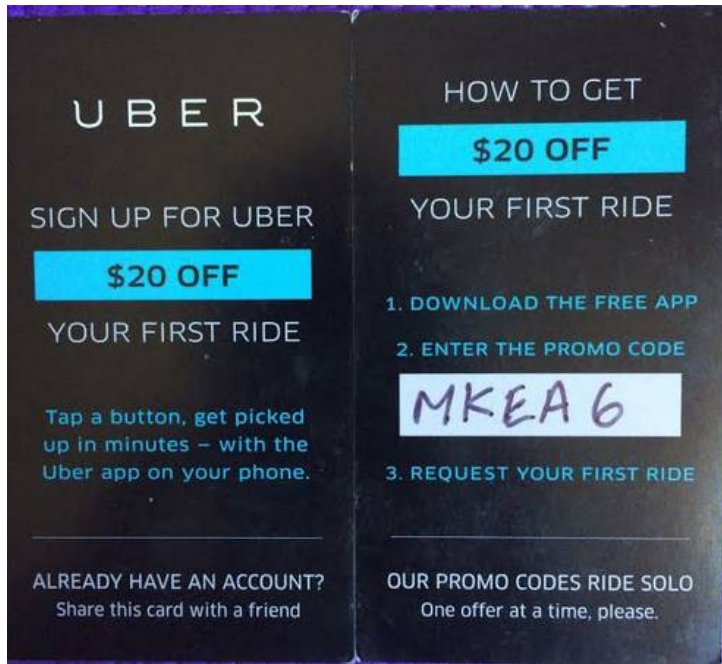 UBER
SIGN UP FOR UBER
$20 OFF
YOUR FIRST RIDE
Tap a button, get picked
up in minutes – with the
Uber app on your phone.
ALREADY HAVE AN ACCOUNT?
Share this card with a friend
HOW TO GET
$20 OFF
YOUR FIRST RIDE
1. DOWNLOAD THE FREE APP
2. ENTER THE PROMO CODE
MKEA6
3. REQUEST YOUR FIRST RIDE
OUR PROMO CODES RIDE SOLO
One offer at a time, please.